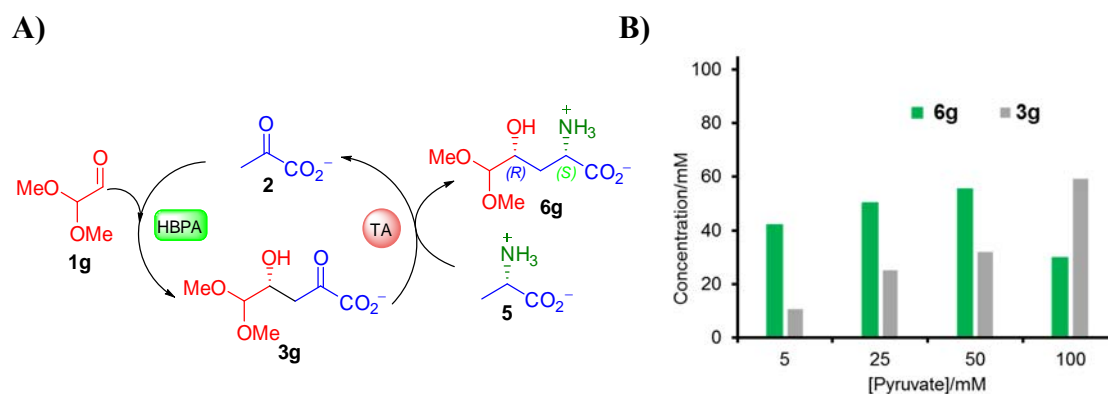 A)
O
2
CO₂⁻
1g
MeO
O
OMe
HBPA
OH
O
MeO
OMe
CO₂⁻
3g
TA
OH
+
NH₃
MeO
(R)
(S)
CO₂⁻
OMe
6g
+
NH₃
CO₂⁻
5
B)
6g
3g
100
80
60
40
20
0
Concentration/mM
5 25 50 100
[Pyruvate]/mM